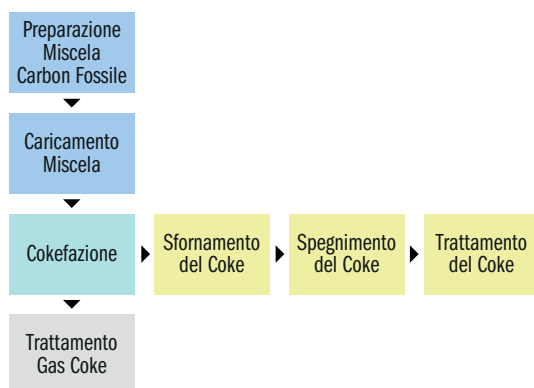 Preparazione
Miscela
Carbon Fossile
Caricamento
Miscela
Cokefazione
Sfornamento
del Coke
Spegnimento
del Coke
Trattamento
del Coke
Trattamento
Gas Coke